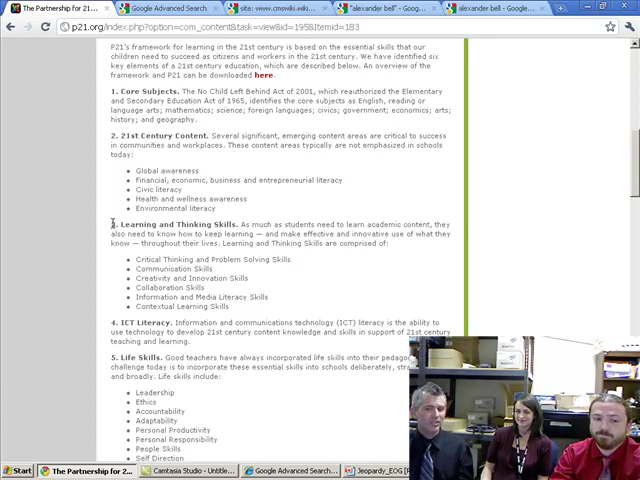 The Partnership for 21...
Google Advanced Search
site: www.cmswiki.wiki...
"alexander bell" - Googl...
alexander bell - Google...
p21.org/index.php?option=com_content&task=view&id=195&Itemid=183
P21's framework for learning in the 21st century is based on the essential skills that our
children need to succeed as citizens and workers in the 21st century. We have identified six
key elements of a 21st century education, which are described below. An overview of the
framework and P21 can be downloaded here.
1. Core Subjects. The No Child Left Behind Act of 2001, which reauthorized the Elementary
and Secondary Education Act of 1965, identifies the core subjects as English, reading or
language arts; mathematics; science; foreign languages; civics; government; economics; arts;
history; and geography.
2. 21st Century Content. Several significant, emerging content areas are critical to success
in communities and workplaces. These content areas typically are not emphasized in schools
today:
• Global awareness
• Financial, economic, business and entrepreneurial literacy
• Civic literacy
• Health and wellness awareness
• Environmental literacy
3. Learning and Thinking Skills. As much as students need to learn academic content, they
also need to know how to keep learning — and make effective and innovative use of what they
know — throughout their lives. Learning and Thinking Skills are comprised of:
• Critical Thinking and Problem Solving Skills
• Communication Skills
• Creativity and Innovation Skills
• Collaboration Skills
• Information and Media Literacy Skills
• Contextual Learning Skills
4. ICT Literacy. Information and communications technology (ICT) literacy is the ability to
use technology to develop 21st century content knowledge and skills in support of 21st century
teaching and learning.
5. Life Skills. Good teachers have always incorporated life skills into their
challenge today is to incorporate these essential skills into schools deliberately,
and broadly. Life skills include:
• Leadership
• Ethics
• Accountability
• Adaptability
• Personal Productivity
• Personal Responsibility
• People Skills
• Self Direction
Start
The Partnership for 2...
Camtasia Studio - Untitle...
Google Advanced Search...
Jeopardy_EOG [R